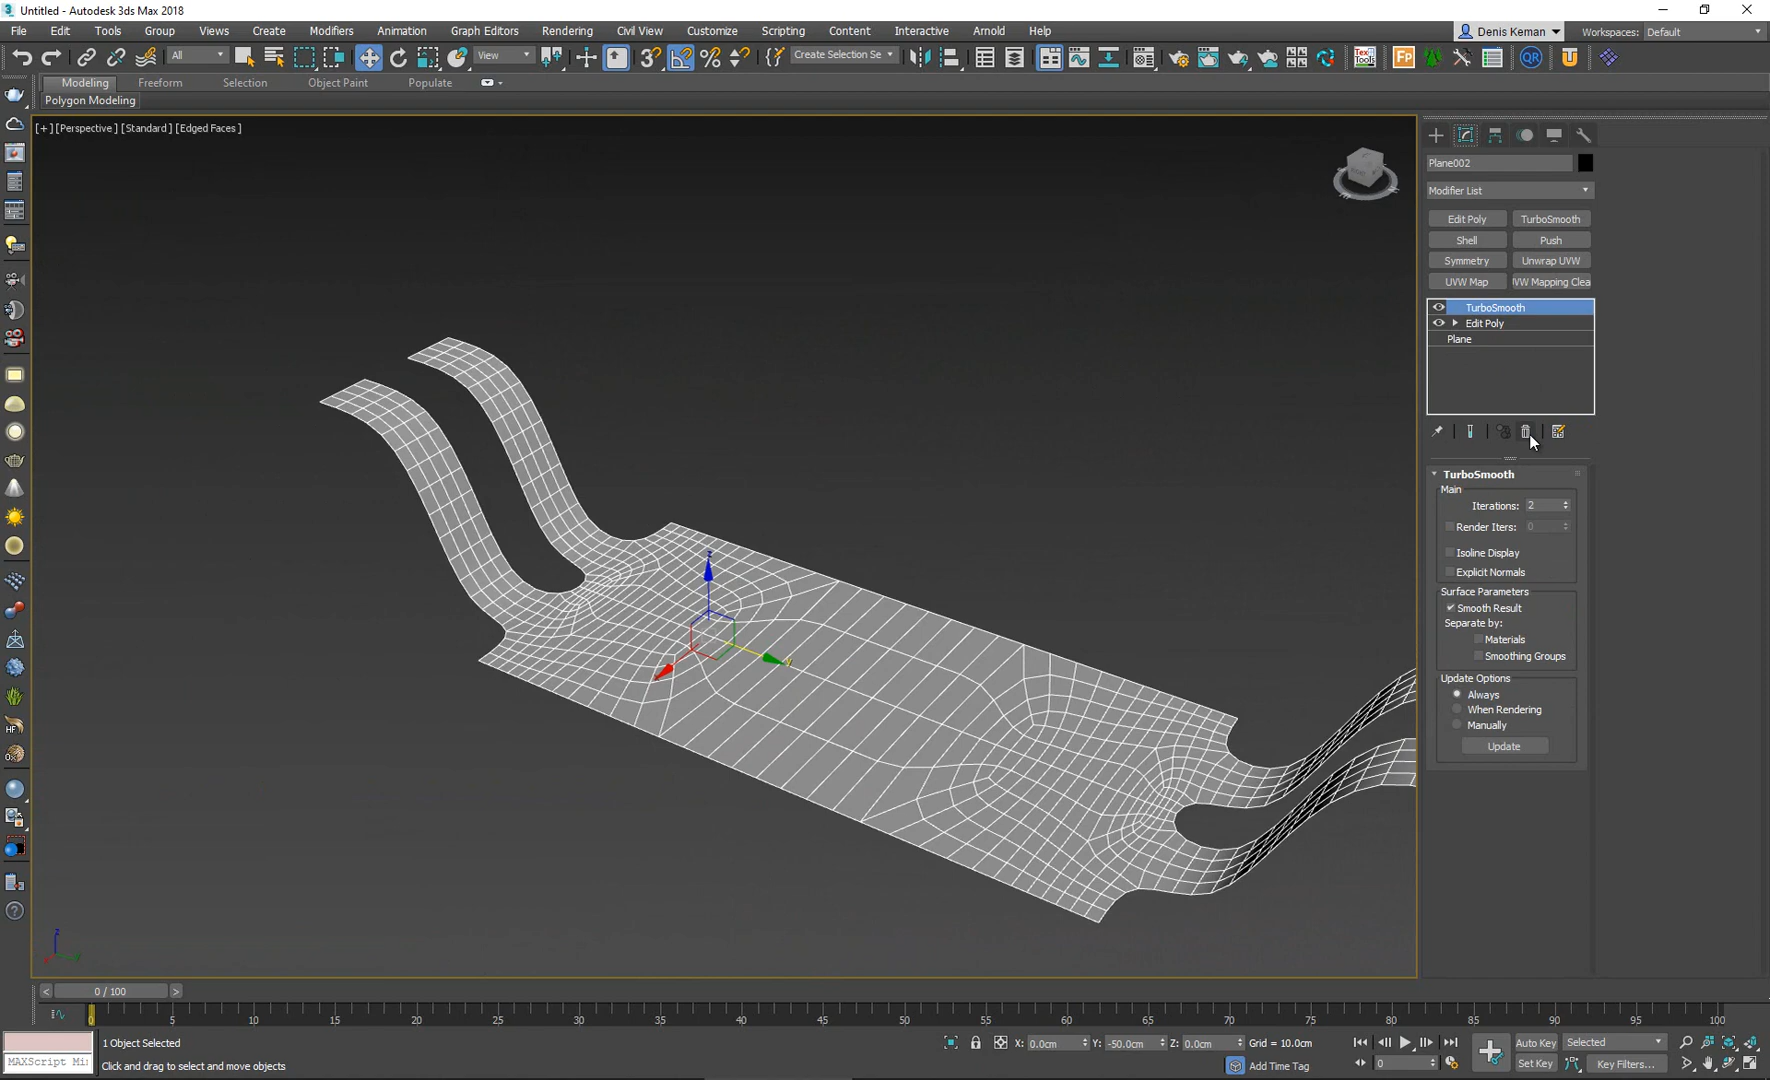 Untitled - Autodesk 3ds Max 2018
File Edit Tools Group Views Create Modifiers Animation Graph Editors Rendering Civil View Customize Scripting Content Interactive Arnold Help
Denis Keman Workspaces: Default
All View Create Selection Se
Modeling Freeform Selection Object Paint Populate
Polygon Modeling
[+] [Perspective] [Standard] [Edged Faces]
Plane002
Modifier List
Edit Poly TurboSmooth
Shell Push
Symmetry Unwrap UVW
UVW Map VW Mapping Clea
TurboSmooth
Edit Poly
Plane
TurboSmooth
Main
Iterations: 2
Render Iters: 0
Isoline Display
Explicit Normals
Surface Parameters
Smooth Result
Separate by:
Materials
Smoothing Groups
Update Options
Always
When Rendering
Manually
Update
z
y
z
0 / 100
0 5 10 15 20 25 30 35 40 45 50 55 60 65 70 75 80 85 90 95 100
1 Object Selected X: 0.0cm Y: -50.0cm Z: 0.0cm Grid = 10.0cm Auto Key Selected
MAXScript Mi Click and drag to select and move objects Add Time Tag 0 Set Key Key Filters...